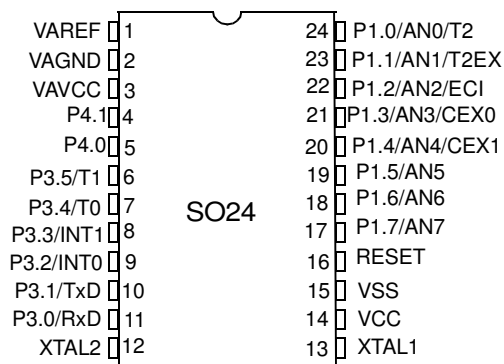 VAREF 1 24 P1.0/AN0/T2
VAGND 2 23 P1.1/AN1/T2EX
VAVCC 3 22 P1.2/AN2/ECI
P4.1 4 21 P1.3/AN3/CEX0
P4.0 5 20 P1.4/AN4/CEX1
P3.5/T1 6 19 P1.5/AN5
P3.4/T0 7 18 P1.6/AN6
SO24
P3.3/INT1 8 17 P1.7/AN7
P3.2/INT0 9 16 RESET
P3.1/TxD 10 15 VSS
P3.0/RxD 11 14 VCC
XTAL2 12 13 XTAL1